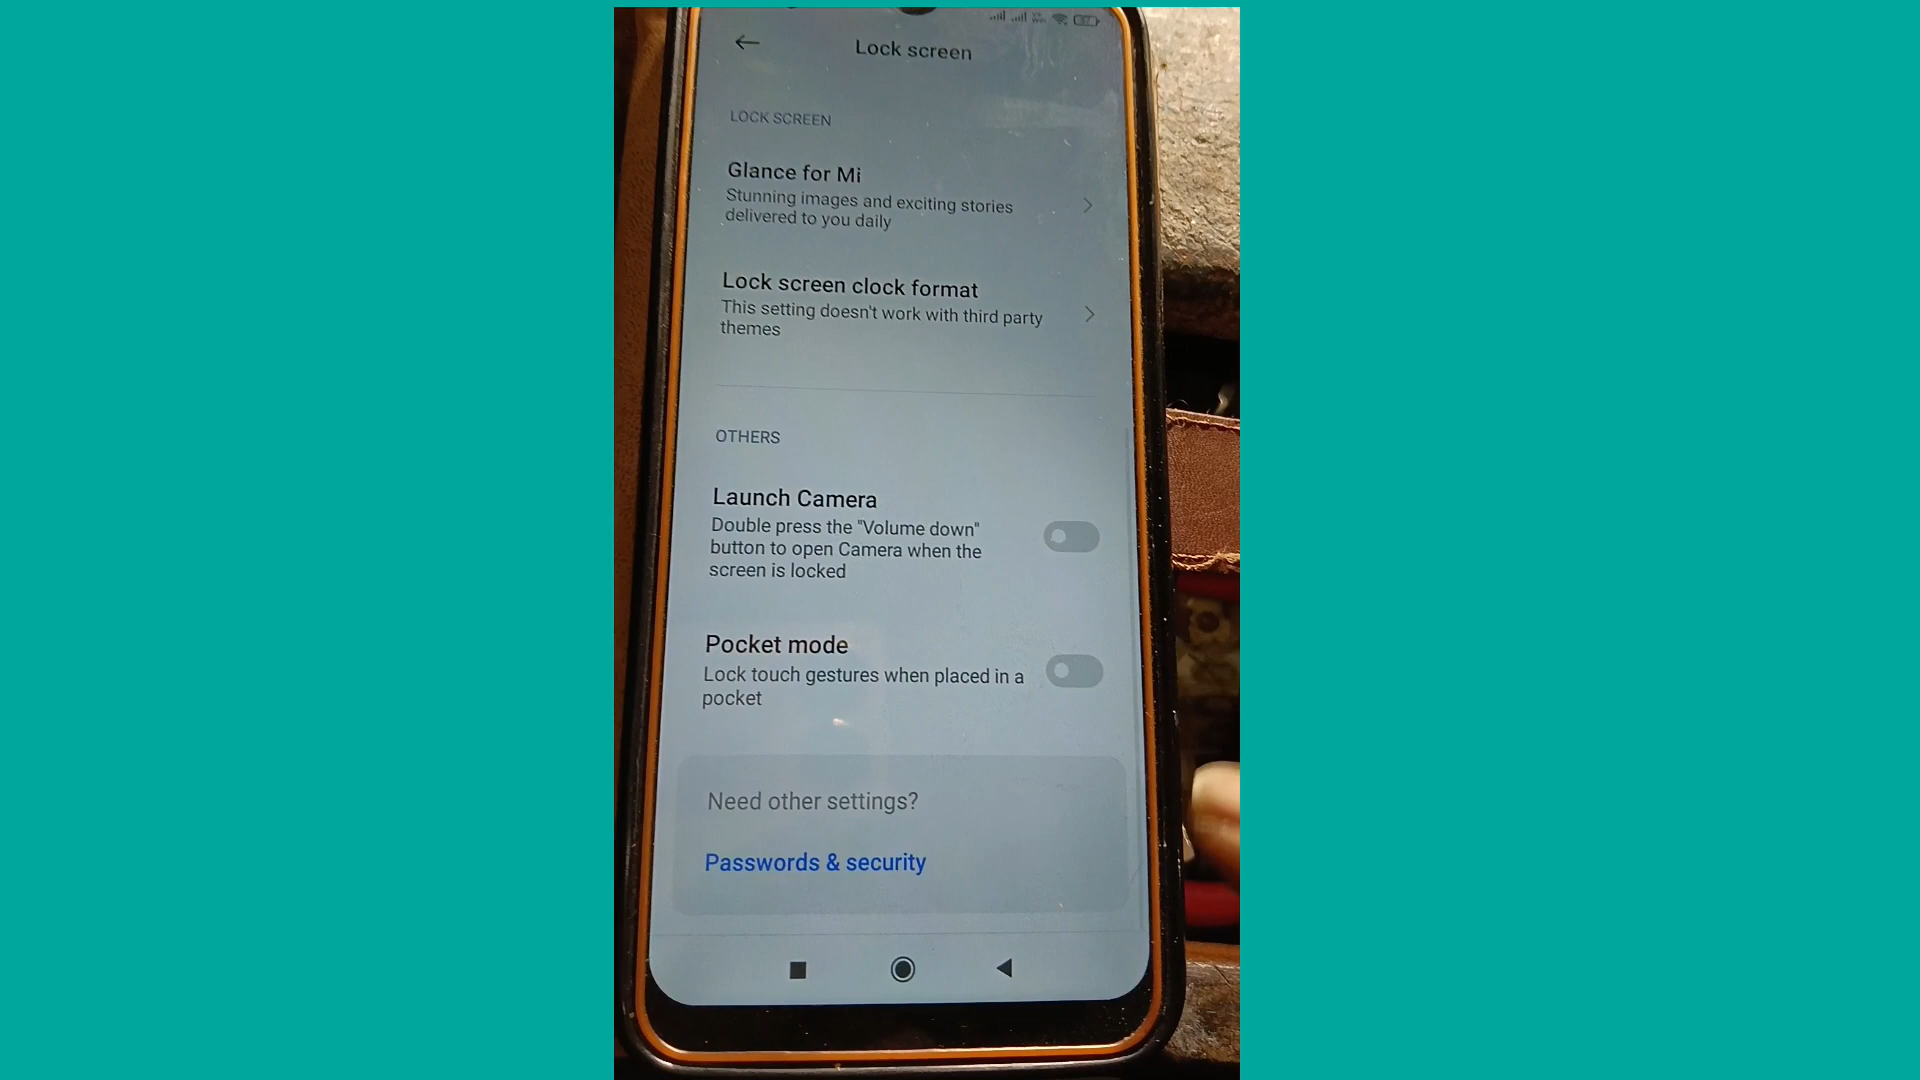 Lock screen
LOCK SCREEN
Glance for Mi
Stunning images and exciting stories
delivered to you daily
Lock screen clock format
This setting doesn't work with third party
themes
OTHERS
Launch Camera
Double press the "Volume down"
button to open Camera when the
screen is locked
Pocket mode
Lock touch gestures when placed in a
pocket
Need other settings?
Passwords & security